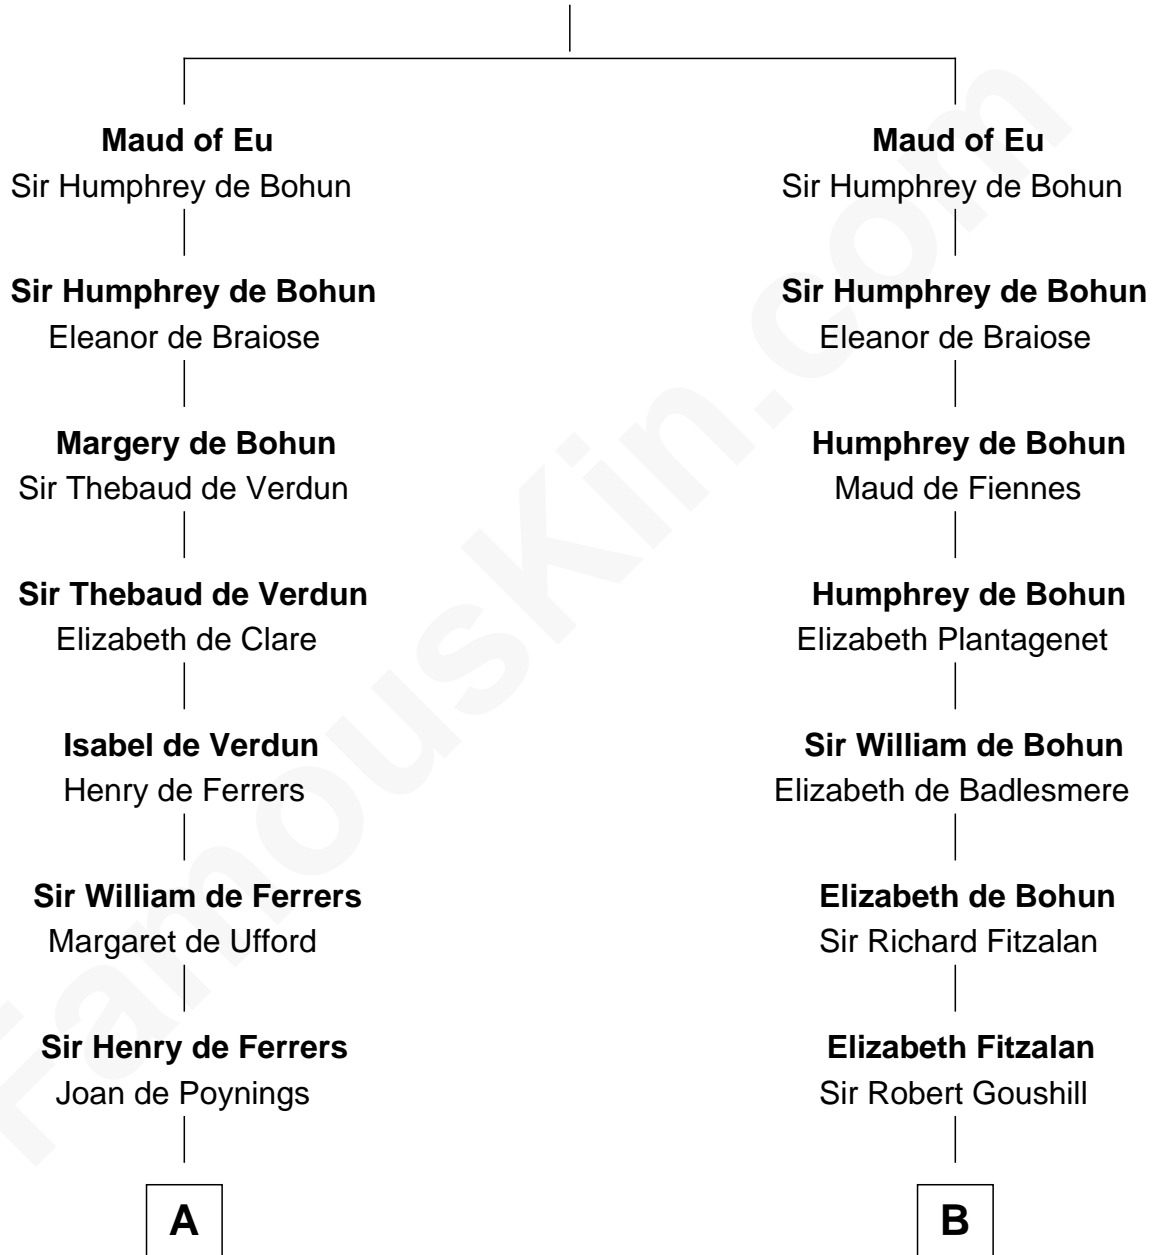 Maud of Eu
Sir Humphrey de Bohun
Sir Humphrey de Bohun
Eleanor de Braiose
Margery de Bohun
Sir Thebaud de Verdun
Sir Thebaud de Verdun
Elizabeth de Clare
Isabel de Verdun
Henry de Ferrers
Sir William de Ferrers
Margaret de Ufford
Sir Henry de Ferrers
Joan de Poynings
A
Maud of Eu
Sir Humphrey de Bohun
Sir Humphrey de Bohun
Eleanor de Braiose
Humphrey de Bohun
Maud de Fiennes
Humphrey de Bohun
Elizabeth Plantagenet
Sir William de Bohun
Elizabeth de Badlesmere
Elizabeth de Bohun
Sir Richard Fitzalan
Elizabeth Fitzalan
Sir Robert Goushill
B
FamousKin.com